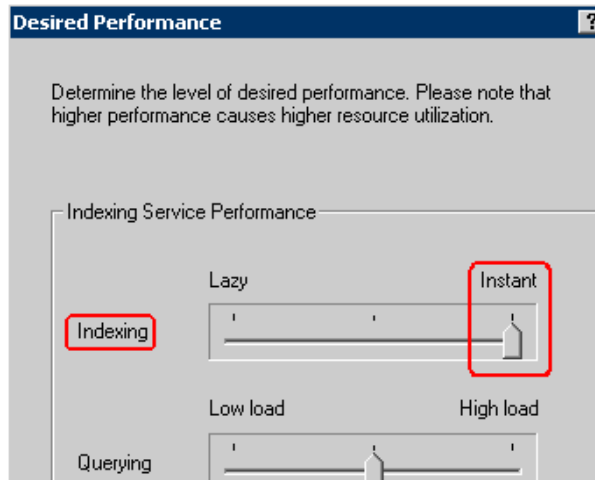 Desired Performance ?
Determine the level of desired performance. Please note that
higher performance causes higher resource utilization.
Indexing Service Performance
Lazy Instant
Indexing
Low load High load
Querying